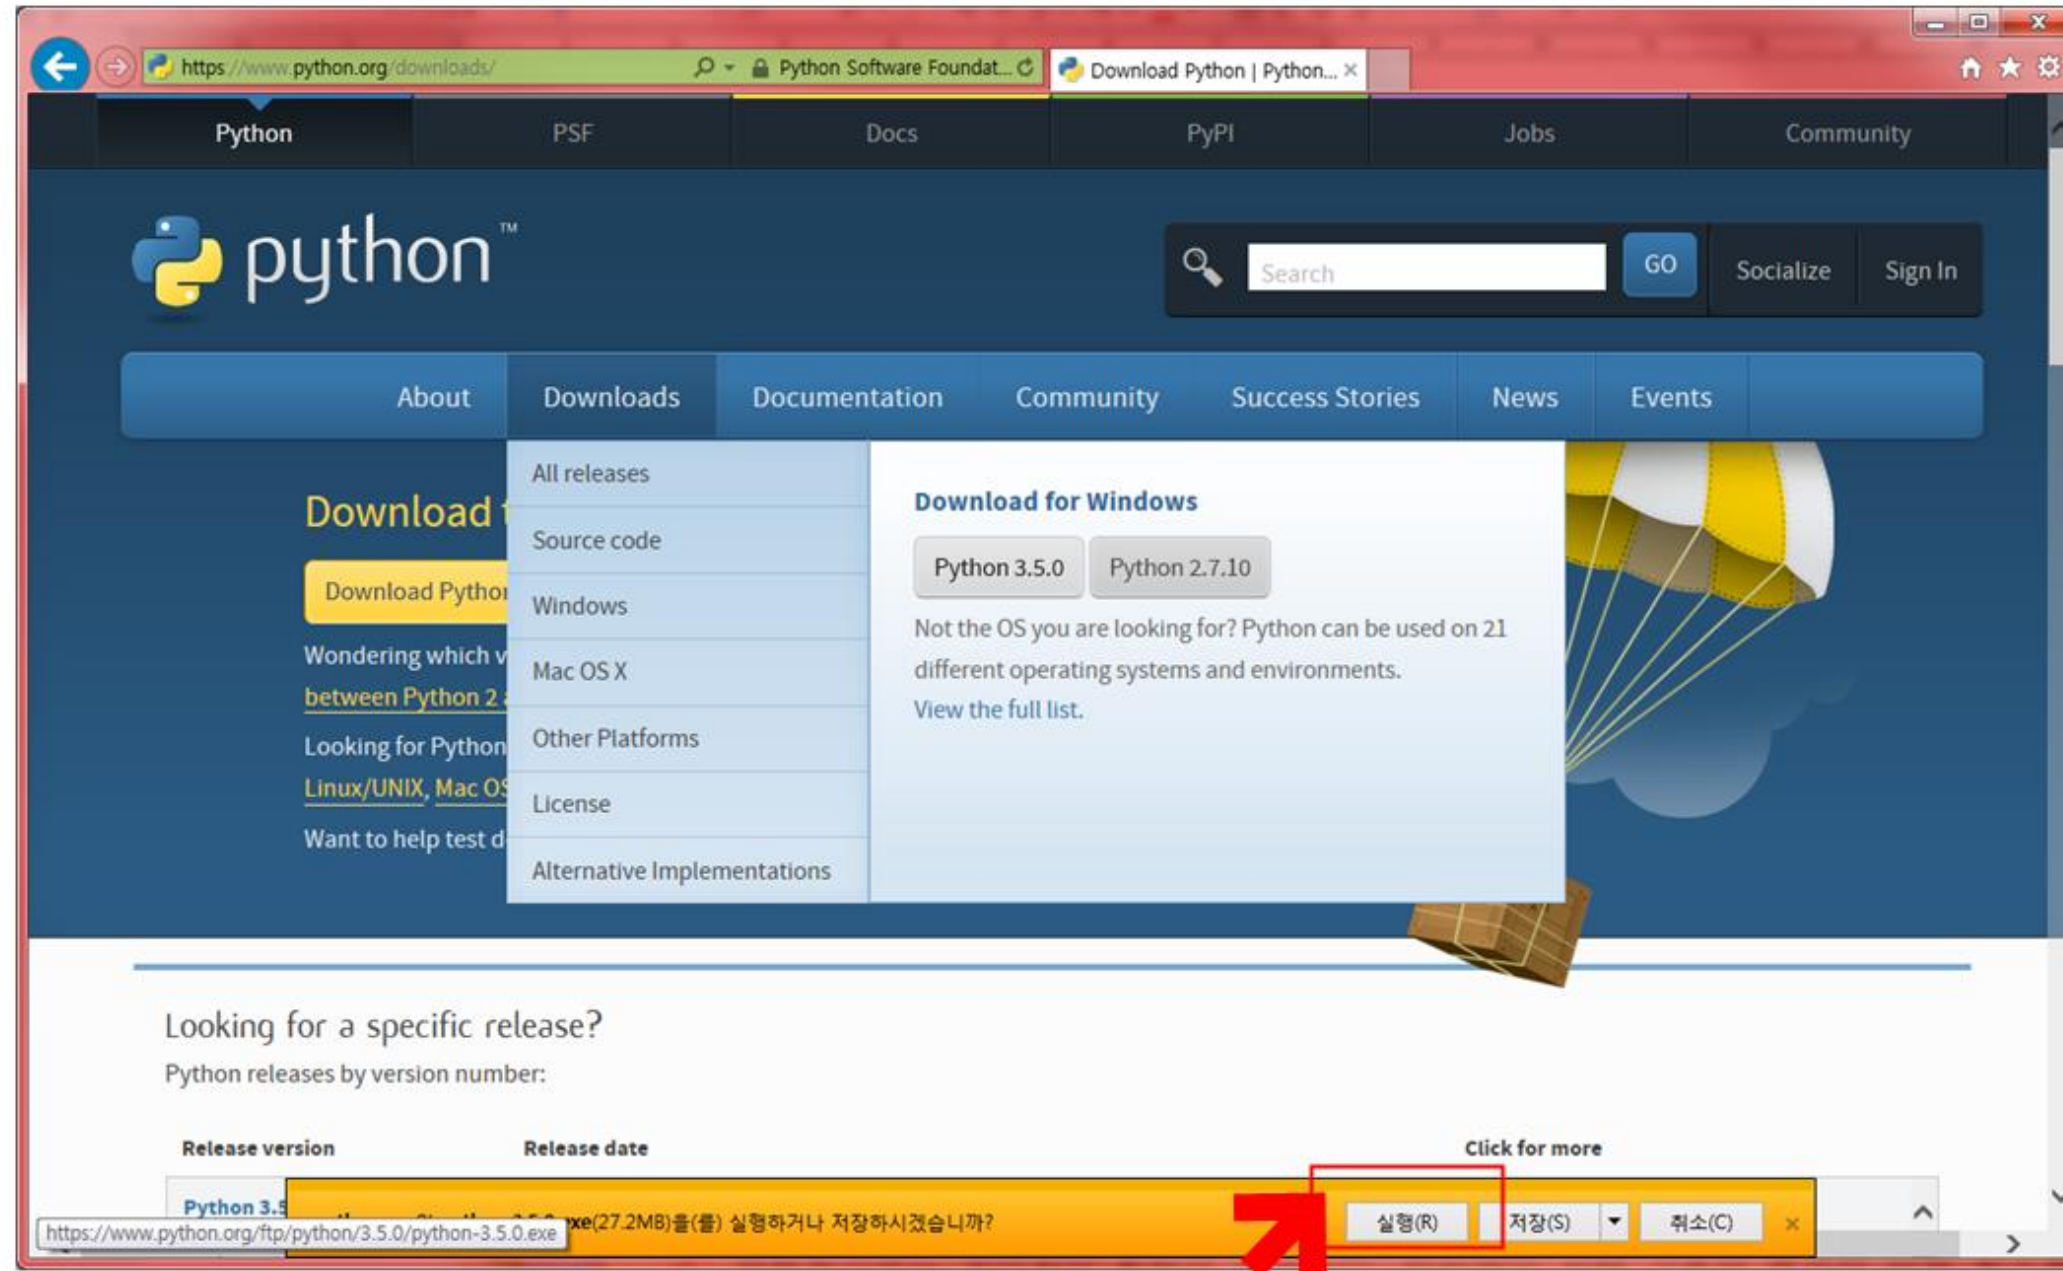 https://www.python.org/downloads/
Python Software Foundat...
Download Python | Python...
Python PSF Docs PyPI Jobs Community
python™
Search GO Socialize Sign In
About Downloads Documentation Community Success Stories News Events
All releases
Source code
Windows
Mac OS X
Other Platforms
License
Alternative Implementations
Download for Windows
Python 3.5.0 Python 2.7.10
Not the OS you are looking for? Python can be used on 21
different operating systems and environments.
View the full list.
Download
Download Python
Wondering which
between Python 2
Looking for Python
Linux/UNIX, Mac OS
Want to help test
Looking for a specific release?
Python releases by version number:
Release version Release date Click for more
Python 3.5
exe(27.2MB)을(를) 실행하거나 저장하시겠습니까? 실행(R) 저장(S) 취소(C)
https://www.python.org/ftp/python/3.5.0/python-3.5.0.exe